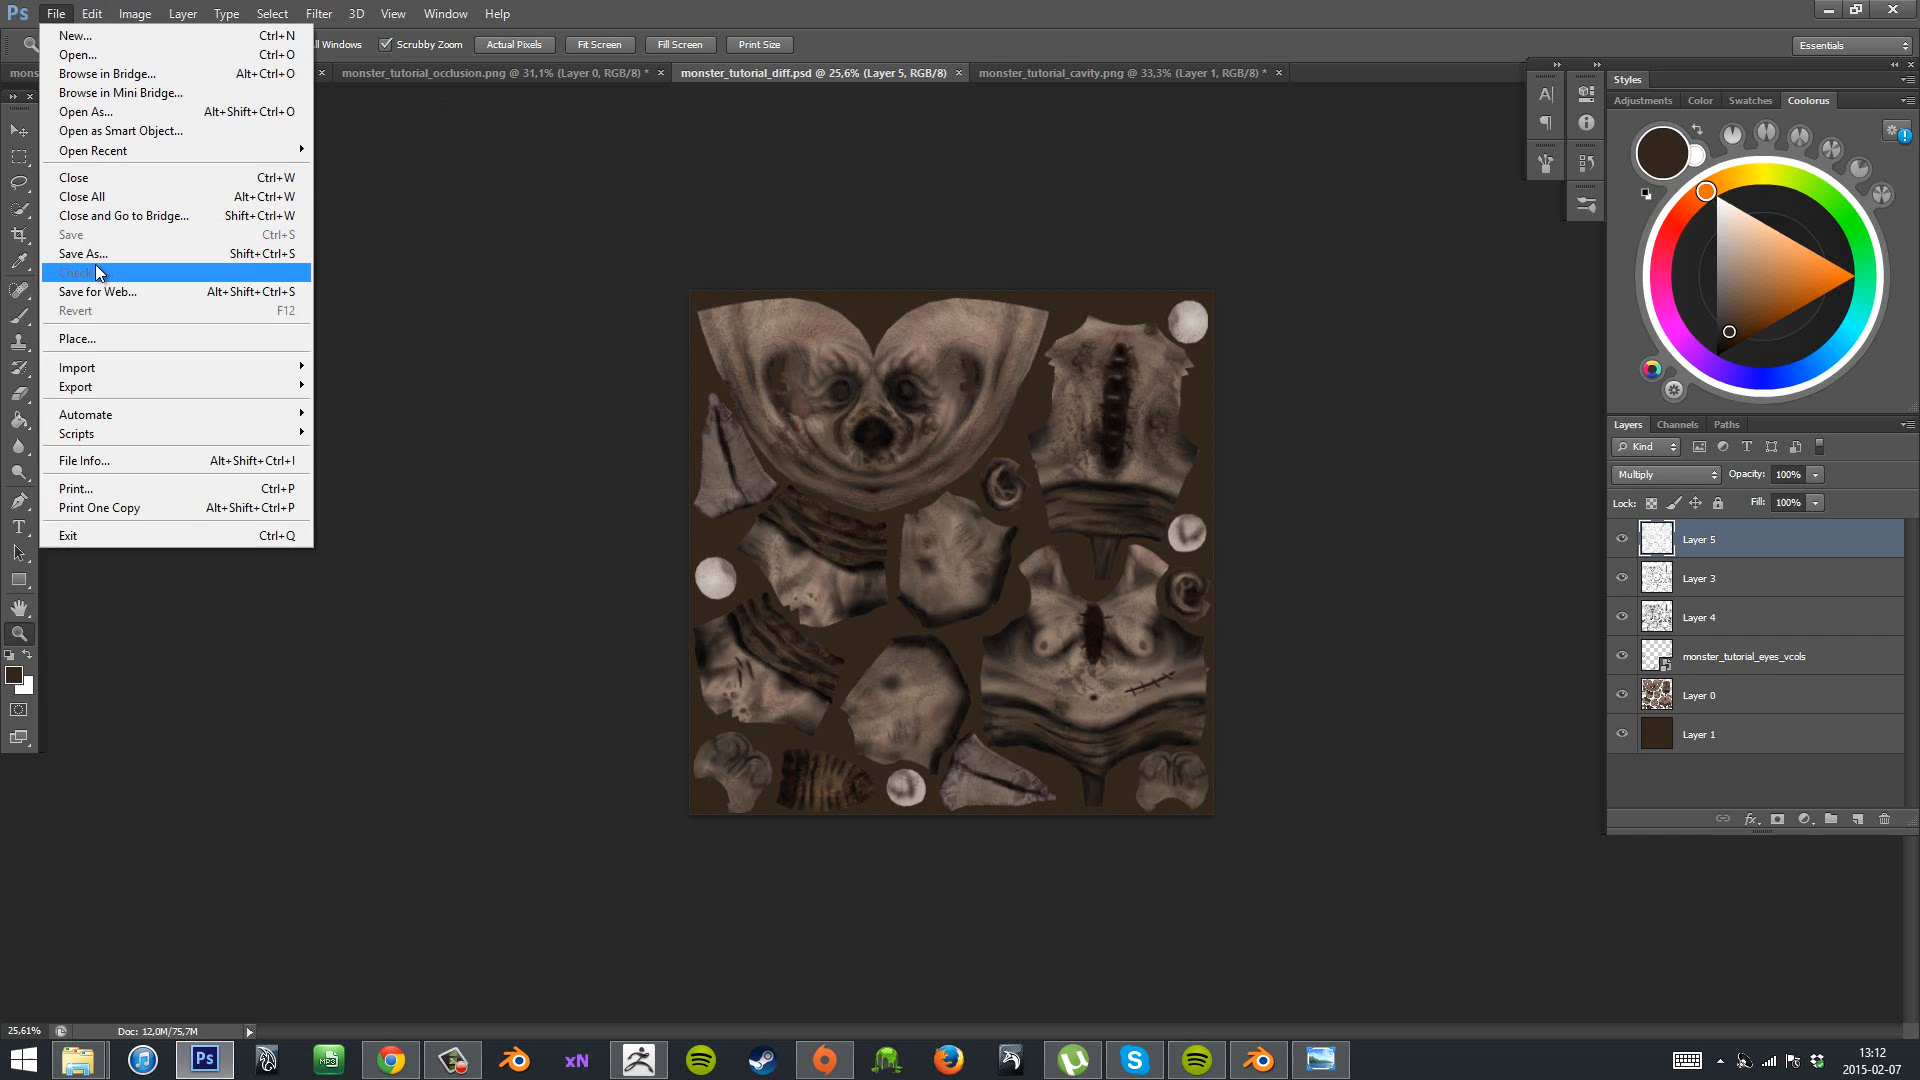 Ps File Edit Image Layer Type Select Filter 3D View Window Help
New... Ctrl+N
Open... Ctrl+O
Browse in Bridge... Alt+Ctrl+O
Browse in Mini Bridge...
Open As... Alt+Shift+Ctrl+O
Open as Smart Object...
Open Recent
Close Ctrl+W
Close All Alt+Ctrl+W
Close and Go to Bridge... Shift+Ctrl+W
Save Ctrl+S
Save As... Shift+Ctrl+S
Check
Save for Web... Alt+Shift+Ctrl+S
Revert F12
Place...
Import
Export
Automate
Scripts
File Info... Alt+Shift+Ctrl+I
Print... Ctrl+P
Print One Copy Alt+Shift+Ctrl+P
Exit Ctrl+Q
ll Windows Scrubby Zoom Actual Pixels Fit Screen Fill Screen Print Size Essentials
mons monster_tutorial_occlusion.png @ 31,1% (Layer 0, RGB/8) * monster_tutorial_diff.psd @ 25,6% (Layer 5, RGB/8) monster_tutorial_cavity.png @ 33,3% (Layer 1, RGB/8) *
Styles
Adjustments Color Swatches Coolorus
Layers Channels Paths
Kind
Multiply Opacity: 100%
Lock: Fill: 100%
Layer 5
Layer 3
Layer 4
monster_tutorial_eyes_vcols
Layer 0
Layer 1
25,61% Doc: 12,0M/75,7M
Ps MP3 xN
13:12
2015-02-07